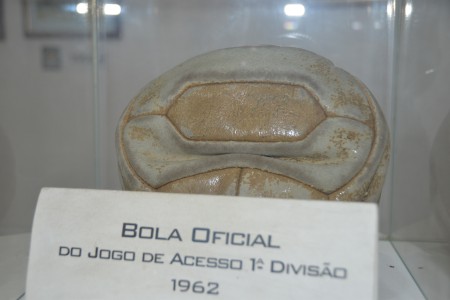 BOLA OFICIAL
DO JOGO DE ACESSO 1ª DIVISÃO
1962